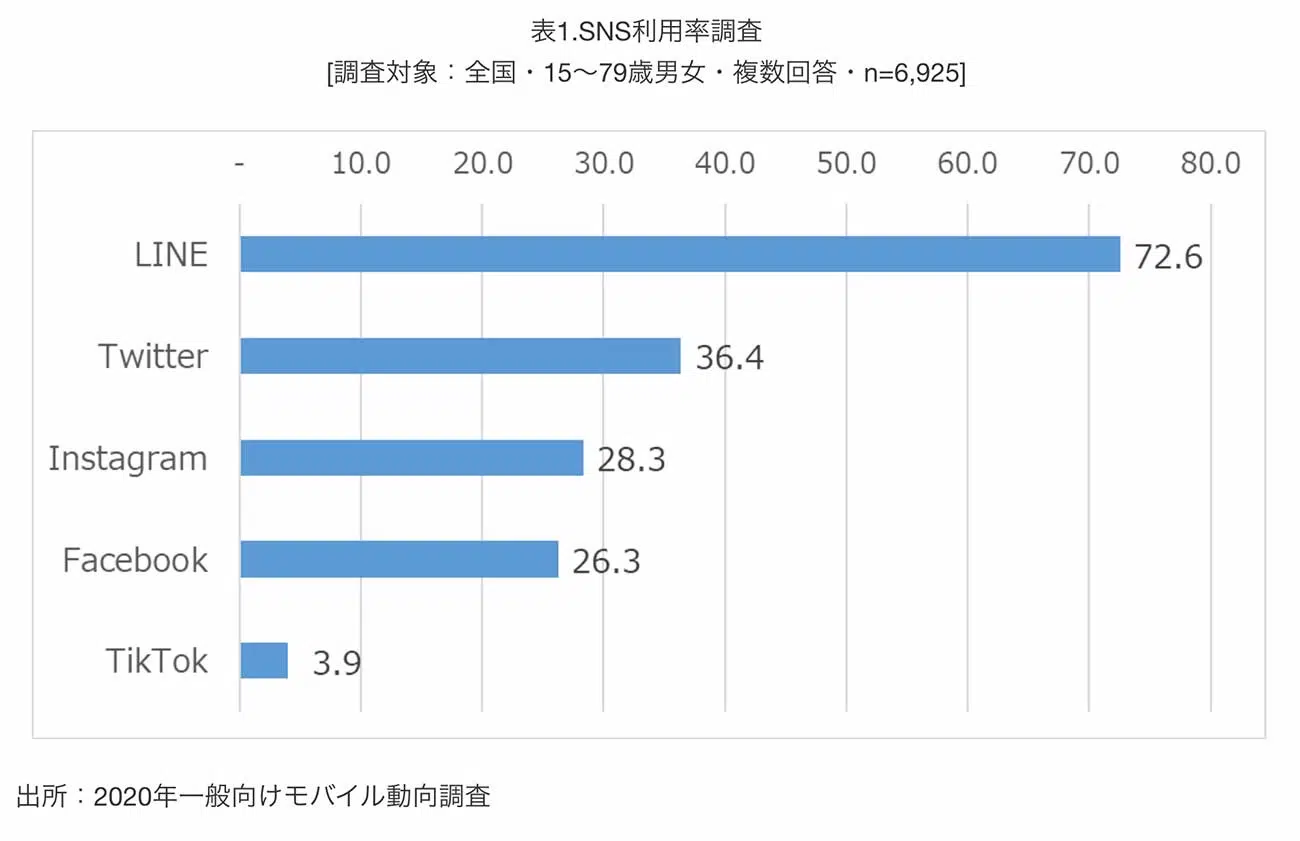 表1.SNS利用率調査
[調査対象：全国・15〜79歳男女・複数回答・n=6,925]
- 10.0 20.0 30.0 40.0 50.0 60.0 70.0 80.0
LINE 72.6
Twitter 36.4
Instagram 28.3
Facebook 26.3
TikTok 3.9
出所：2020年一般向けモバイル動向調査